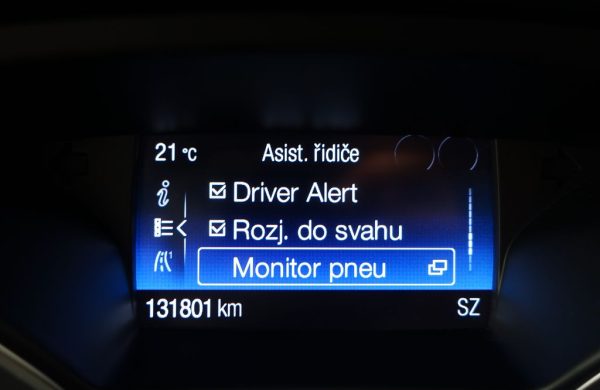 21 °C Asist. řidiče
Driver Alert
Rozj. do svahu
Monitor pneu
131801 km SZ